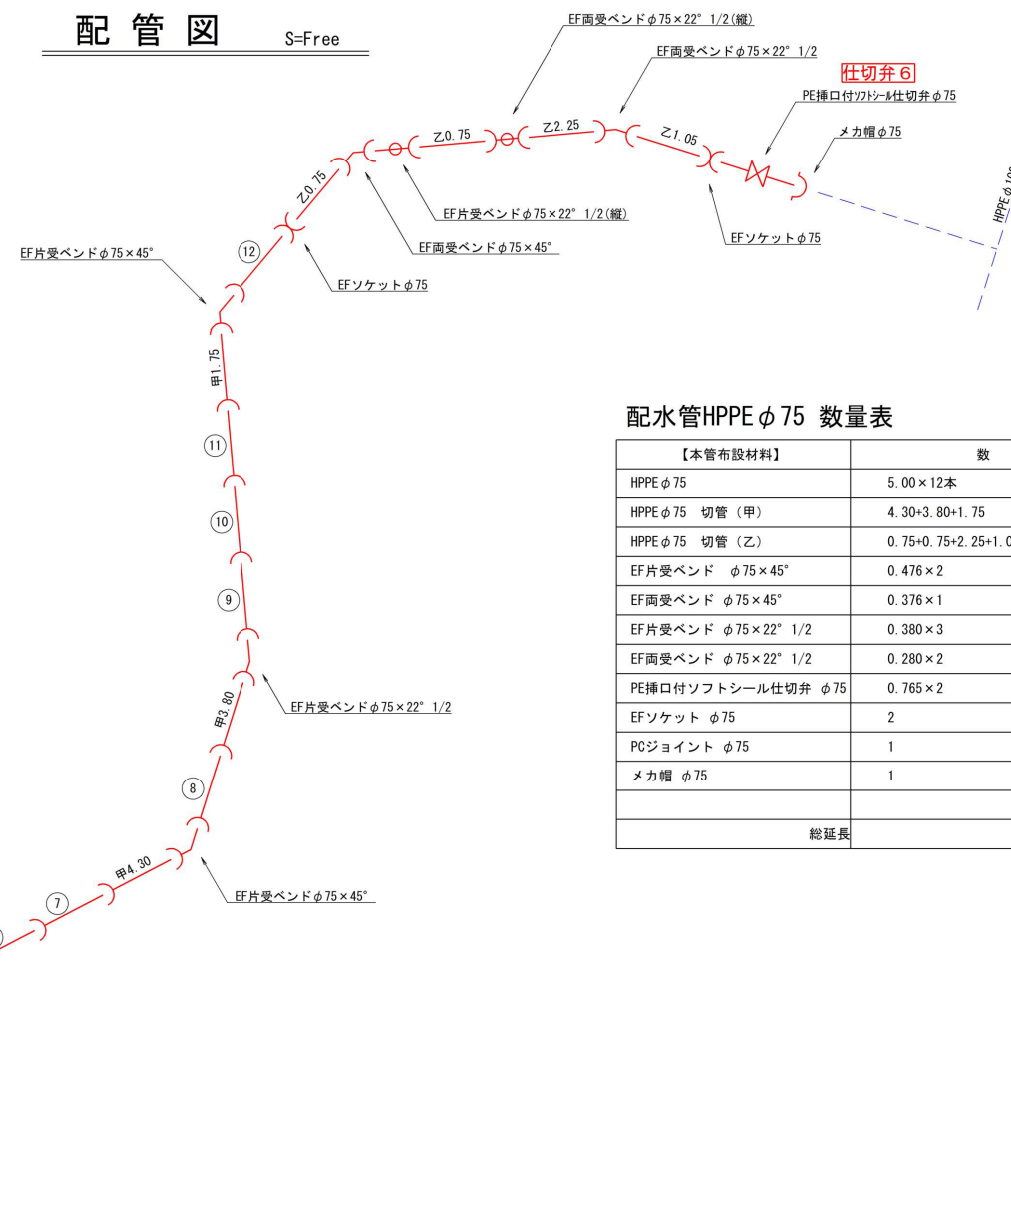 配管図 S=Free
EF両受ベンドφ75×22° 1/2(縦)
EF両受ベンドφ75×22° 1/2
仕切弁6
PE挿口付ソフトシール仕切弁φ75
メカ帽φ75
乙0.75
乙2.25
乙1.05
HPPEφ100
乙0.75
EF片受ベンドφ75×22° 1/2(縦)
EFソケットφ75
EF両受ベンドφ75×45°
EF片受ベンドφ75×45°
12
EFソケットφ75
甲1.75
11
10
9
甲3.80
EF片受ベンドφ75×22° 1/2
8
甲4.30
EF片受ベンドφ75×45°
7
配水管HPPEφ75 数量表
【本管布設材料】 数
HPPEφ75 5.00×12本
HPPEφ75 切管（甲） 4.30+3.80+1.75
HPPEφ75 切管（乙） 0.75+0.75+2.25+1.0
EF片受ベンド φ75×45° 0.476×2
EF両受ベンド φ75×45° 0.376×1
EF片受ベンド φ75×22° 1/2 0.380×3
EF両受ベンド φ75×22° 1/2 0.280×2
PE挿口付ソフトシール仕切弁 φ75 0.765×2
EFソケット φ75 2
PCジョイント φ75 1
メカ帽 φ75 1
総延長